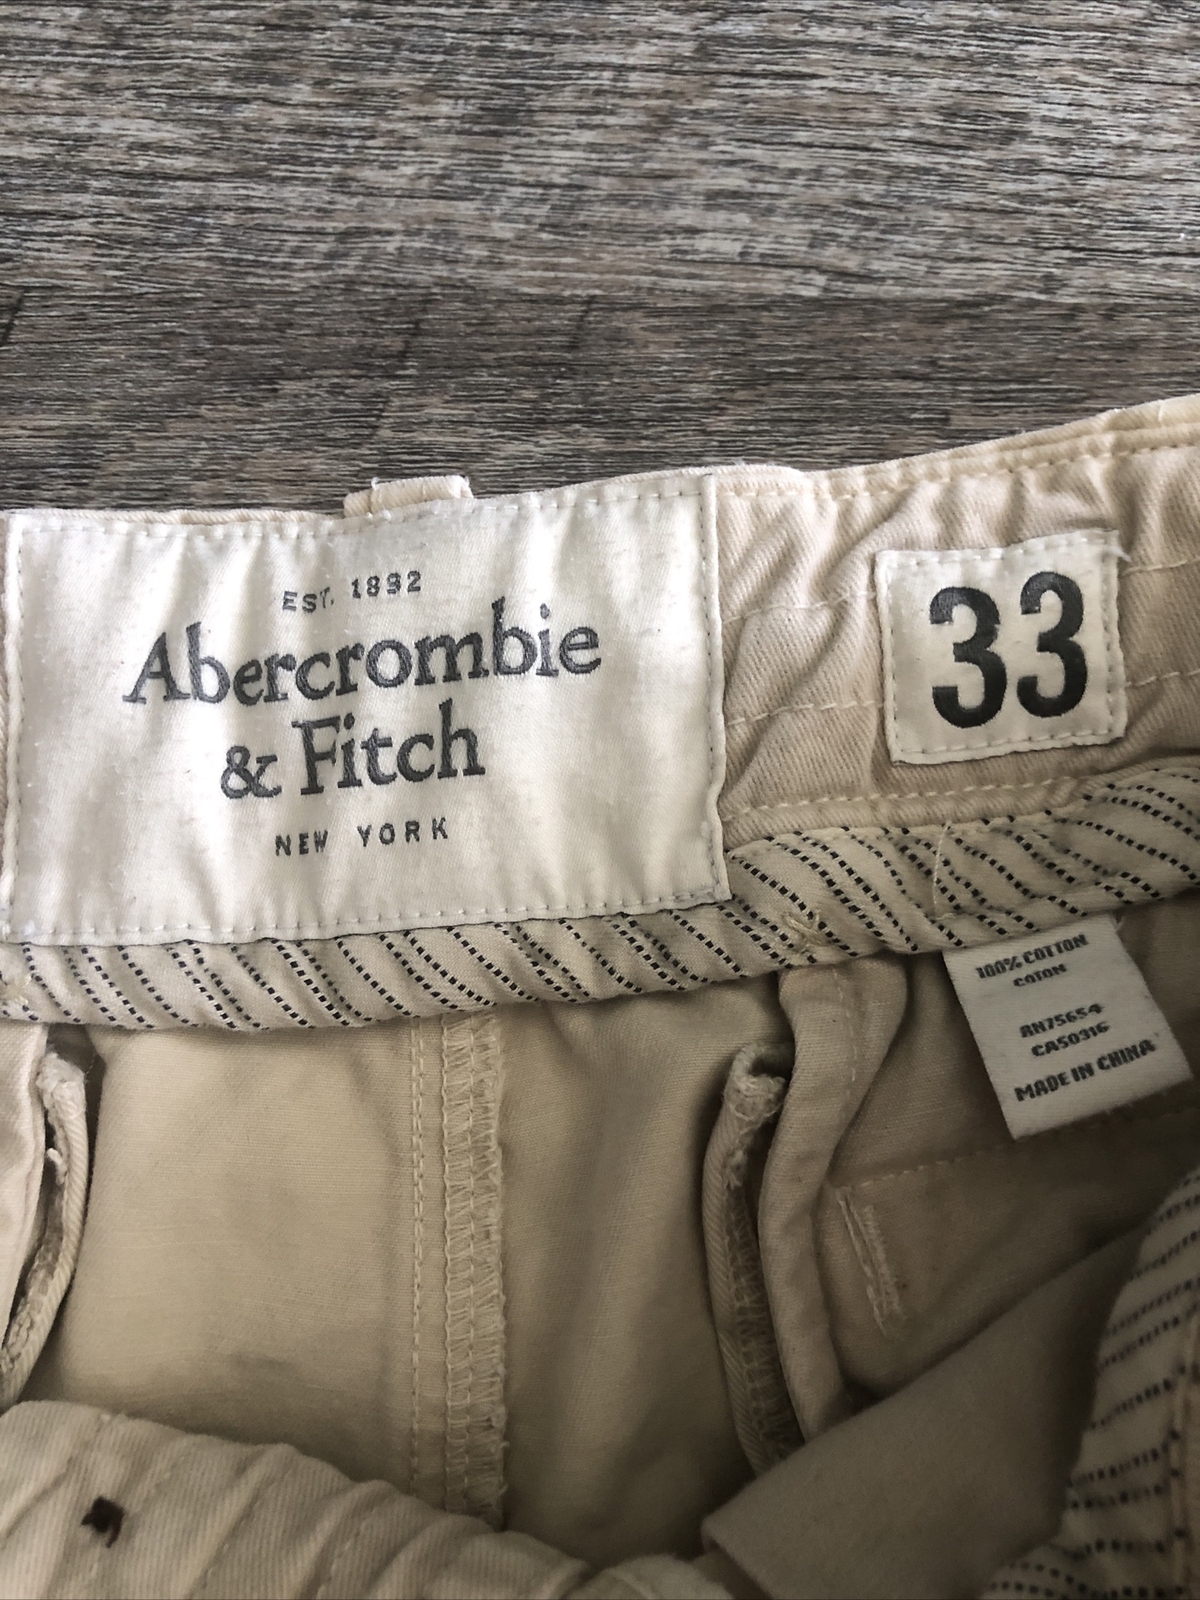 EST. 1892
Abercrombie
& Fitch
NEW YORK
33
100% COTTON
COTON
RN75654
CA50316
MADE IN CHINA